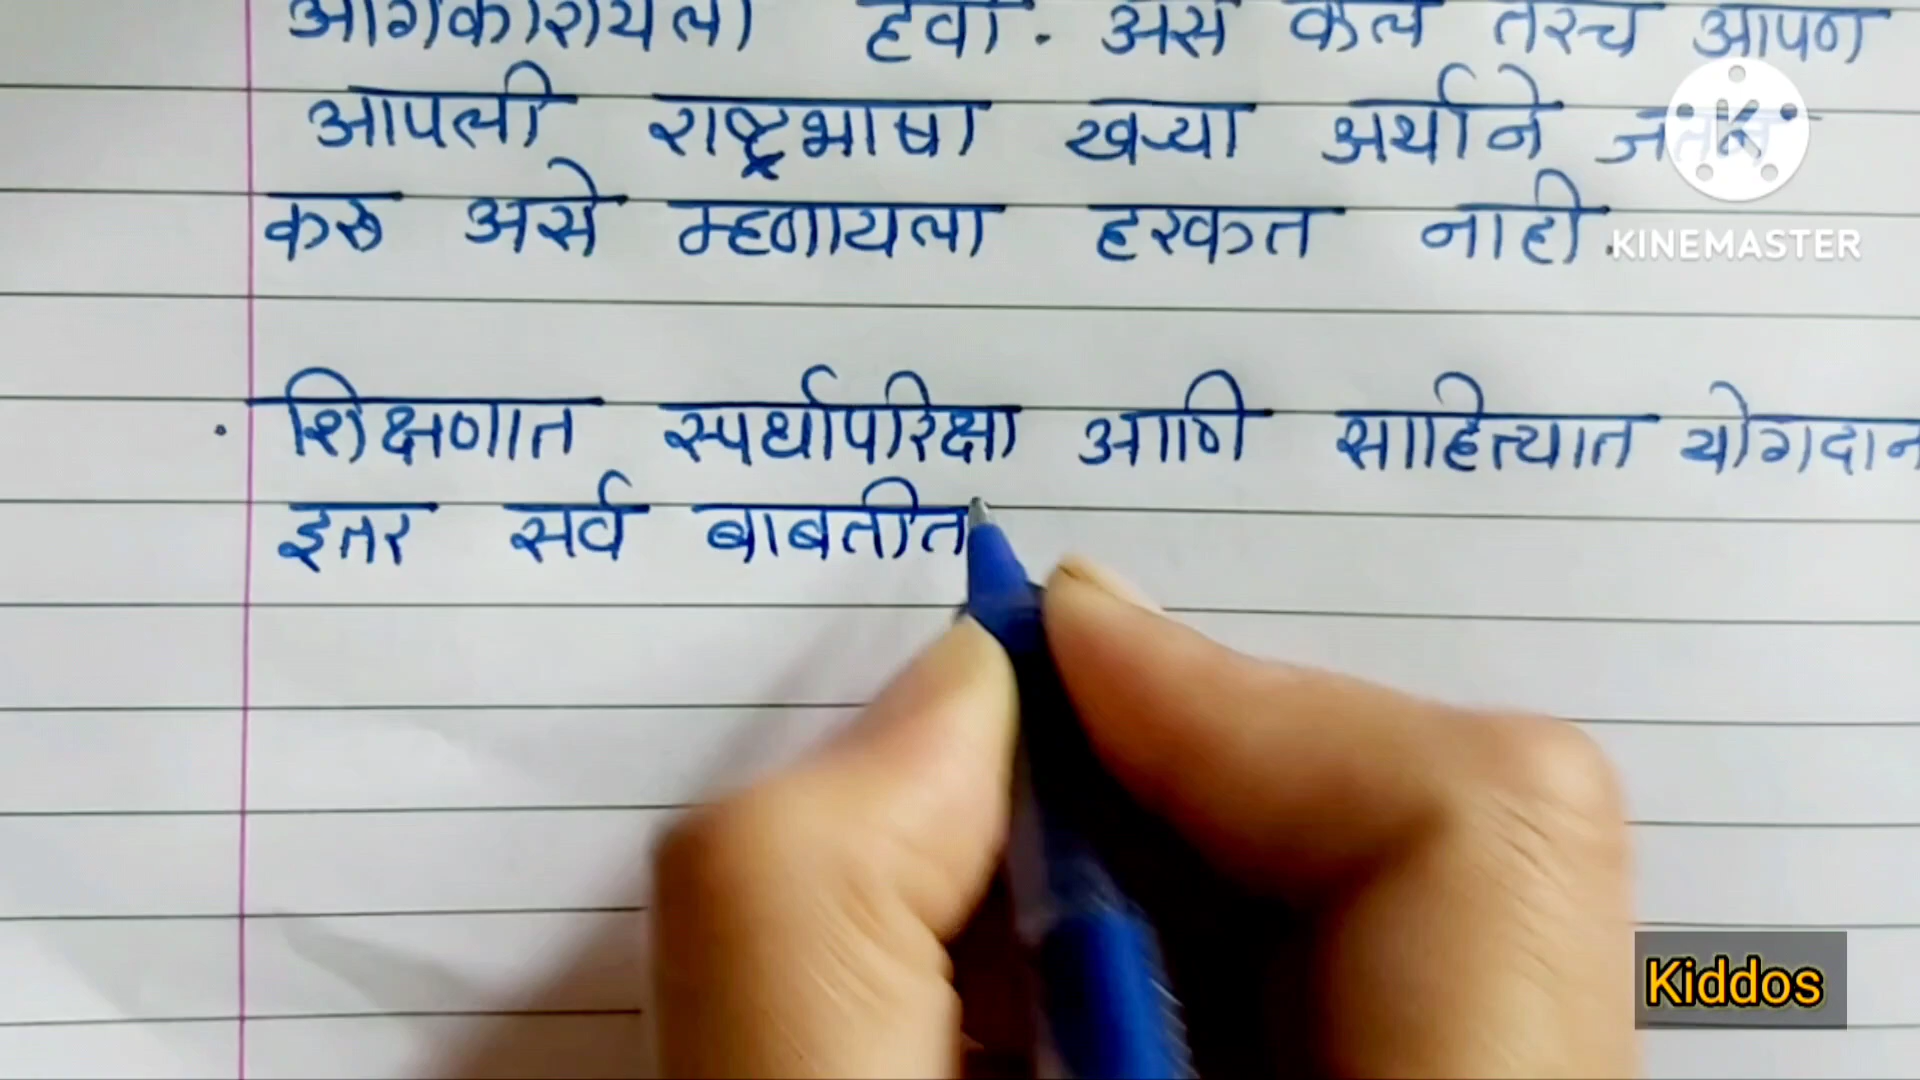 हवा. असे केले तरच आपण
आपली राष्ट्रभाषा खऱ्या अर्थाने जतन
करू असे म्हणायला हरकत नाही.
KINEMASTER
. शिक्षणात स्पर्धापरिक्षा आणि साहित्यात योगदान
इतर सर्व बाबतीत
Kiddos